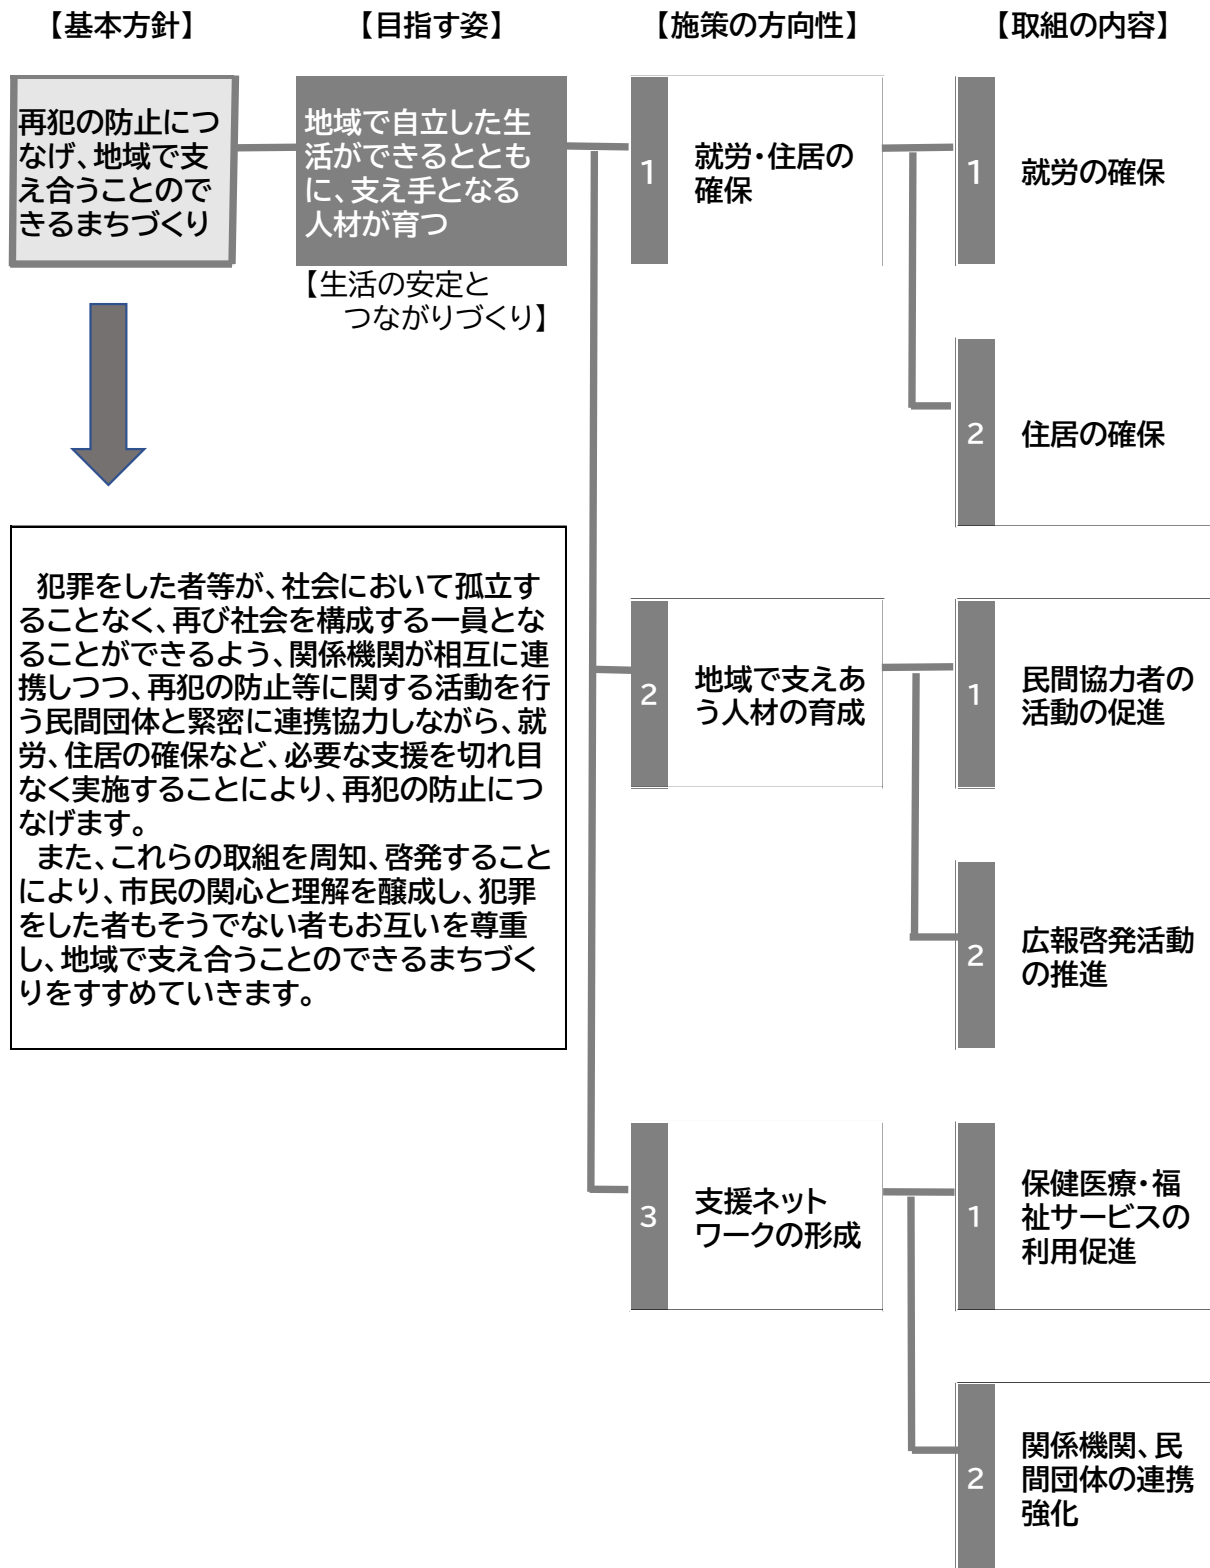 【基本方針】
【目指す姿】
【施策の方向性】
【取組の内容】
再犯の防止につ
なげ、地域で支
え合うことので
きるまちづくり
地域で自立した生
活ができるととも
に、支え手となる
人材が育つ
【生活の安定と
つながりづくり】
1
就労・住居の
確保
1
就労の確保
2
住居の確保
犯罪をした者等が、社会において孤立す
ることなく、再び社会を構成する一員とな
ることができるよう、関係機関が相互に連
携しつつ、再犯の防止等に関する活動を行
う民間団体と緊密に連携協力しながら、就
労、住居の確保など、必要な支援を切れ目
なく実施することにより、再犯の防止につ
なげます。
また、これらの取組を周知、啓発すること
により、市民の関心と理解を醸成し、犯罪
をした者もそうでない者もお互いを尊重
し、地域で支え合うことのできるまちづく
りをすすめていきます。
2
地域で支えあ
う人材の育成
1
民間協力者の
活動の促進
2
広報啓発活動
の推進
3
支援ネット
ワークの形成
1
保健医療・福
祉サービスの
利用促進
2
関係機関、民
間団体の連携
強化